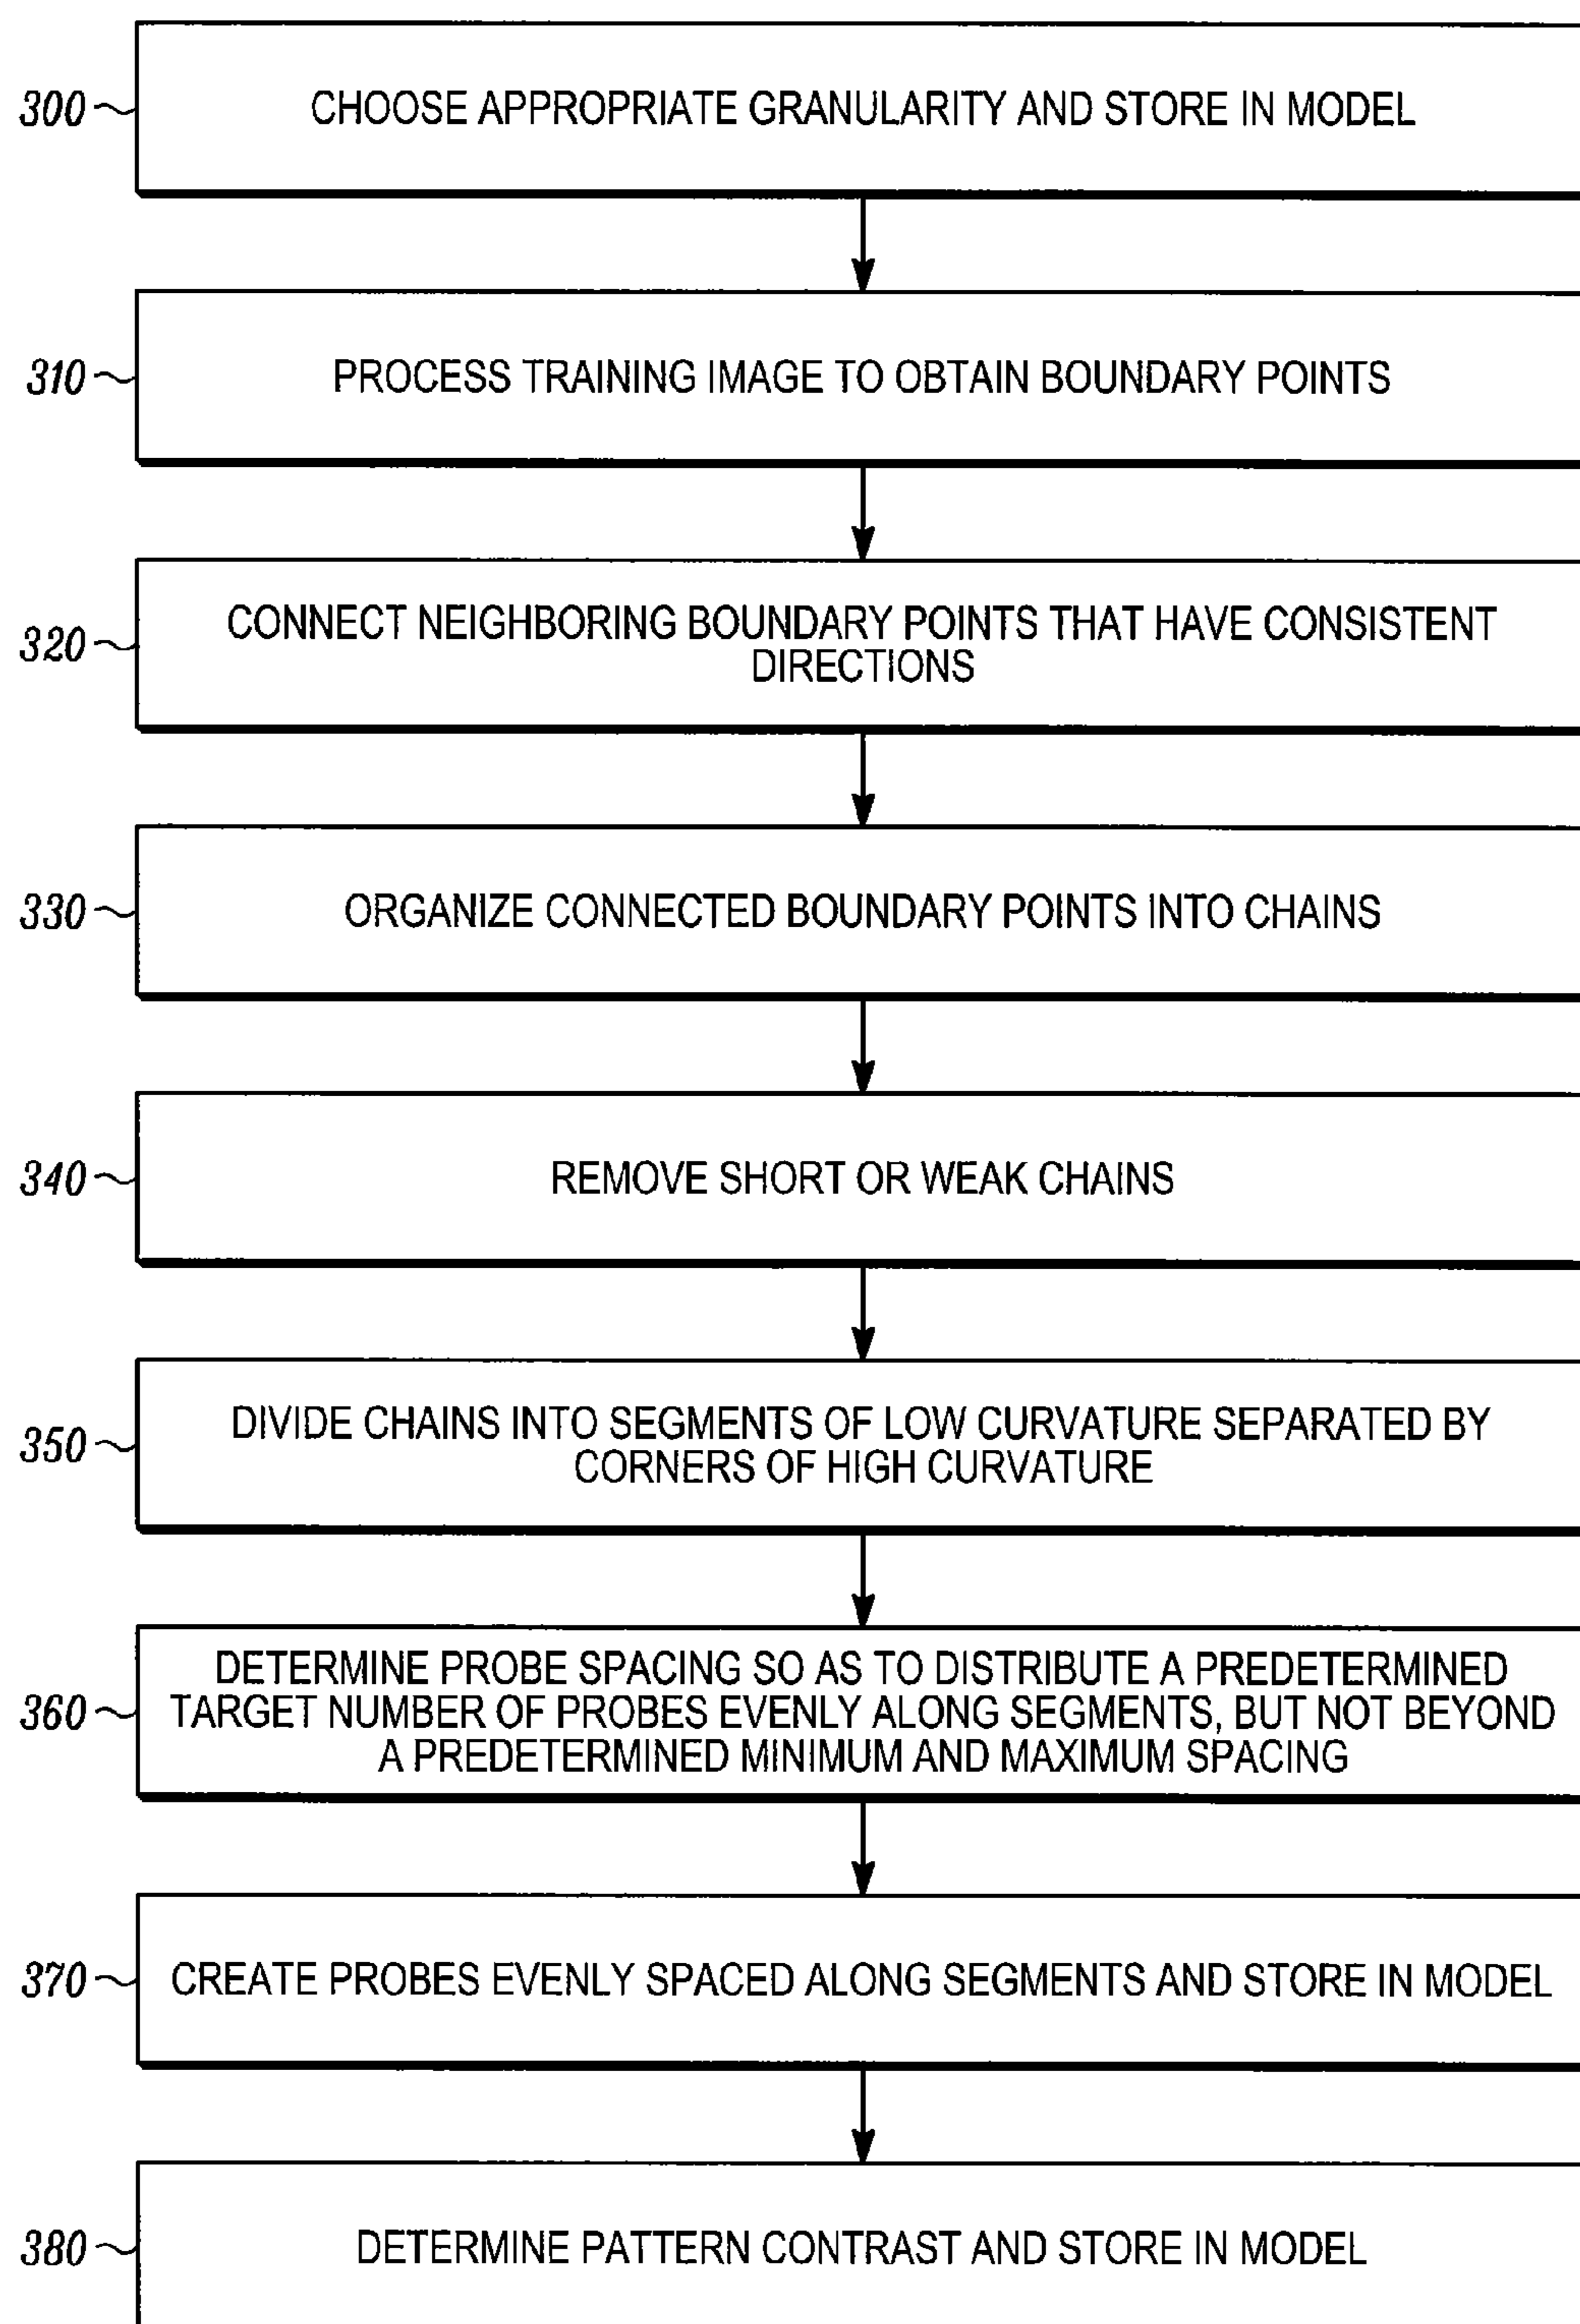 300 CHOOSE APPROPRIATE GRANULARITY AND STORE IN MODEL
310 PROCESS TRAINING IMAGE TO OBTAIN BOUNDARY POINTS
320 CONNECT NEIGHBORING BOUNDARY POINTS THAT HAVE CONSISTENT
DIRECTIONS
330 ORGANIZE CONNECTED BOUNDARY POINTS INTO CHAINS
340 REMOVE SHORT OR WEAK CHAINS
350 DIVIDE CHAINS INTO SEGMENTS OF LOW CURVATURE SEPARATED BY
CORNERS OF HIGH CURVATURE
360 DETERMINE PROBE SPACING SO AS TO DISTRIBUTE A PREDETERMINED
TARGET NUMBER OF PROBES EVENLY ALONG SEGMENTS, BUT NOT BEYOND
A PREDETERMINED MINIMUM AND MAXIMUM SPACING
370 CREATE PROBES EVENLY SPACED ALONG SEGMENTS AND STORE IN MODEL
380 DETERMINE PATTERN CONTRAST AND STORE IN MODEL